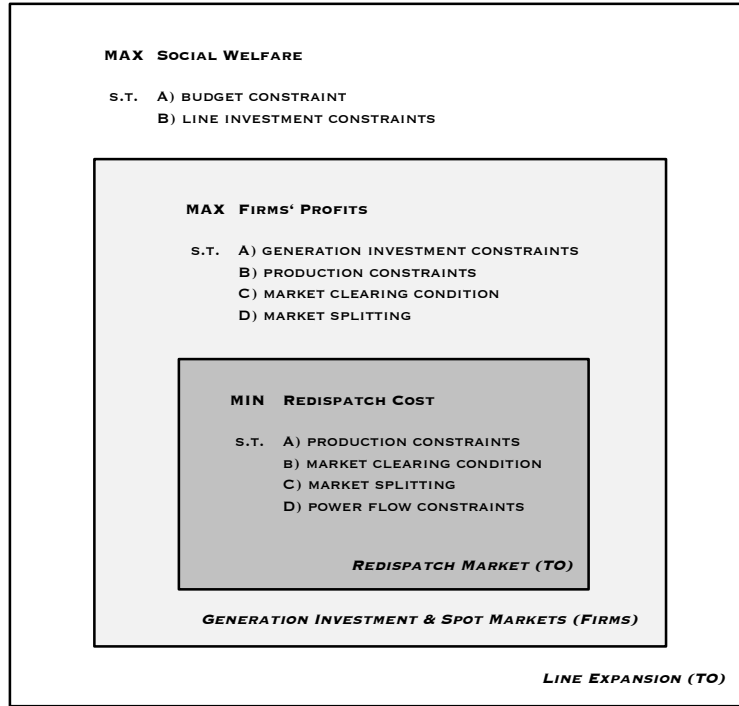 MAX SOCIAL WELFARE
S.T. A) BUDGET CONSTRAINT
B) LINE INVESTMENT CONSTRAINTS
MAX FIRMS‘ PROFITS
S.T. A) GENERATION INVESTMENT CONSTRAINTS
B) PRODUCTION CONSTRAINTS
C) MARKET CLEARING CONDITION
D) MARKET SPLITTING
MIN REDISPATCH COST
S.T. A) PRODUCTION CONSTRAINTS
B) MARKET CLEARING CONDITION
C) MARKET SPLITTING
D) POWER FLOW CONSTRAINTS
REDISPATCH MARKET (TO)
GENERATION INVESTMENT & SPOT MARKETS (FIRMS)
LINE EXPANSION (TO)